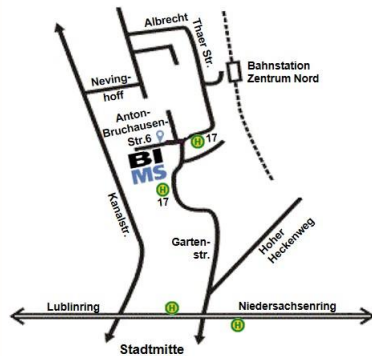 Albrecht
Thaer Str.
Bahnstation
Zentrum Nord
Neving-
hoff
Anton-
Bruchausen-
Str.6
H
17
BI
MS
H
17
Kanalstr.
Garten-
str.
Hoher
Heckenweg
Lublinring
H
Niedersachsenring
H
Stadtmitte